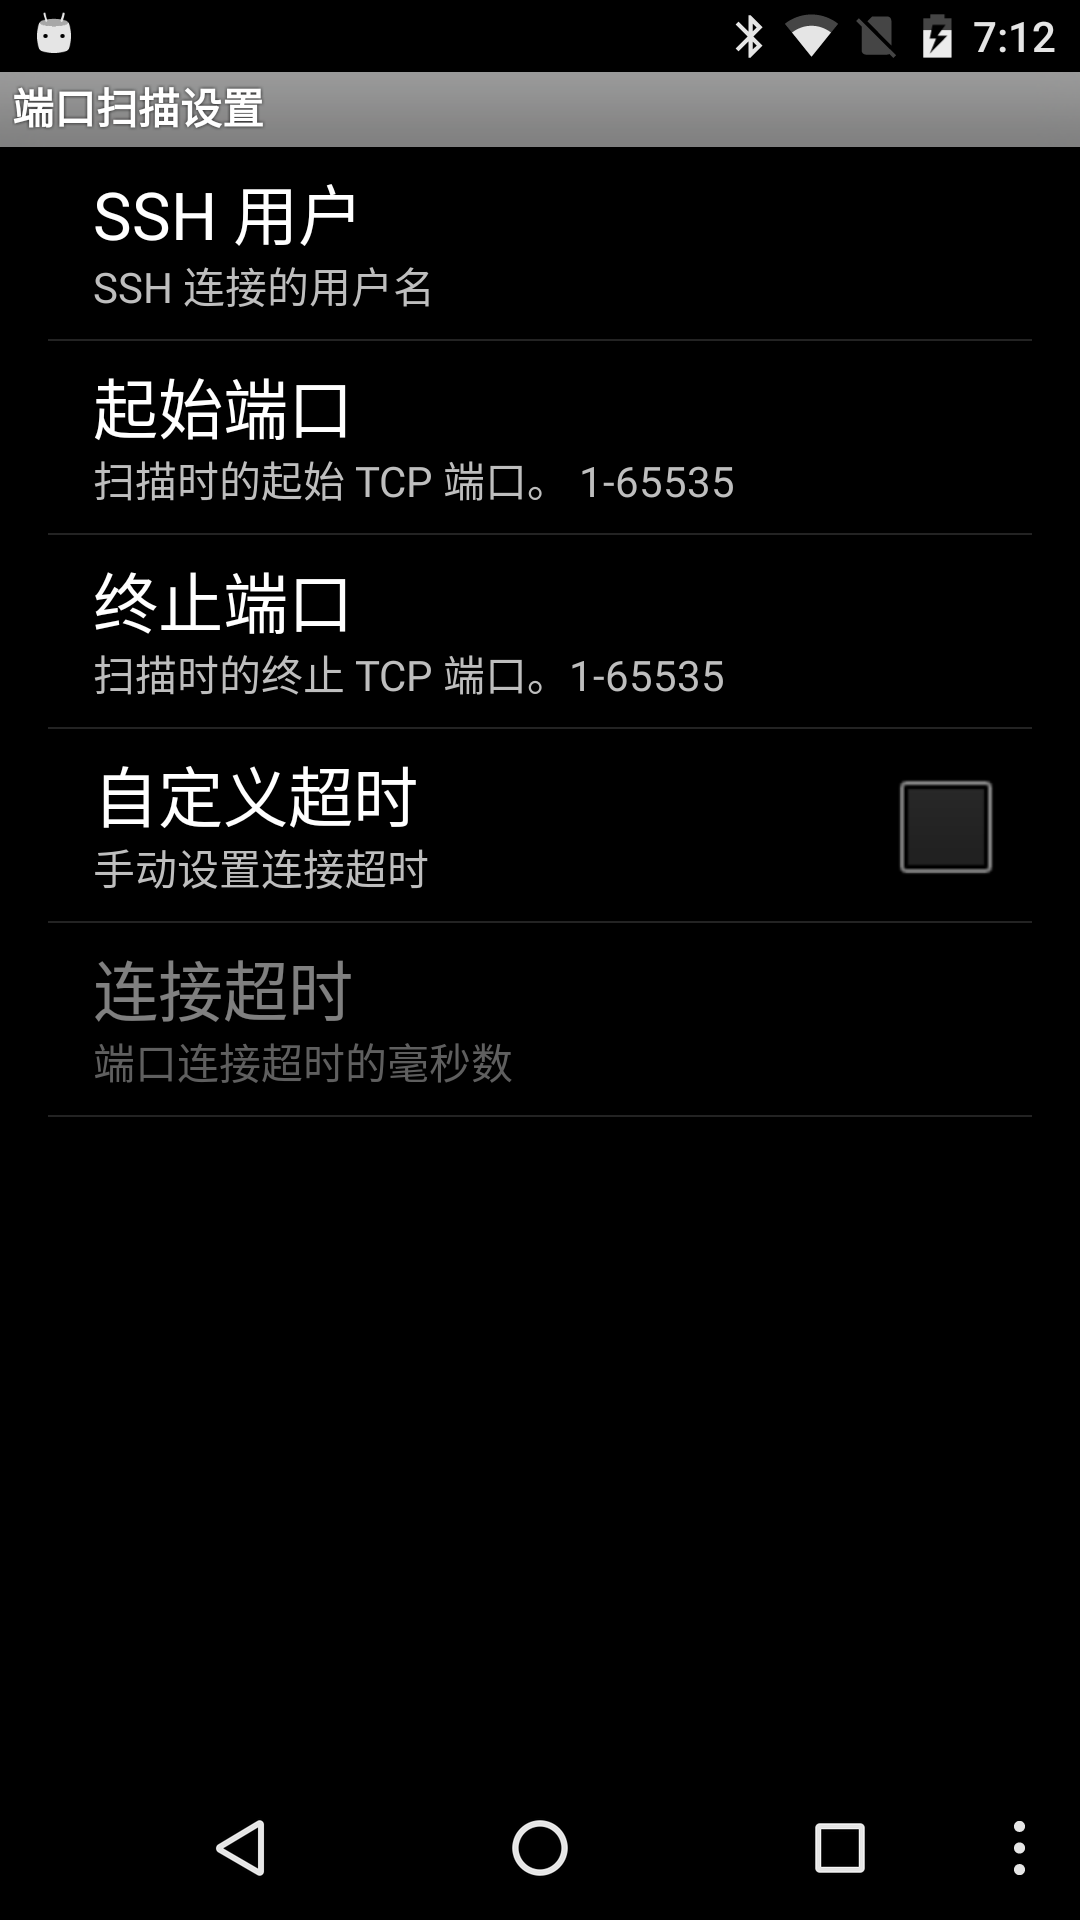 7:12
端口扫描设置
SSH 用户
SSH 连接的用户名
起始端口
扫描时的起始 TCP 端口。 1-65535
终止端口
扫描时的终止 TCP 端口。1-65535
自定义超时
手动设置连接超时
连接超时
端口连接超时的毫秒数